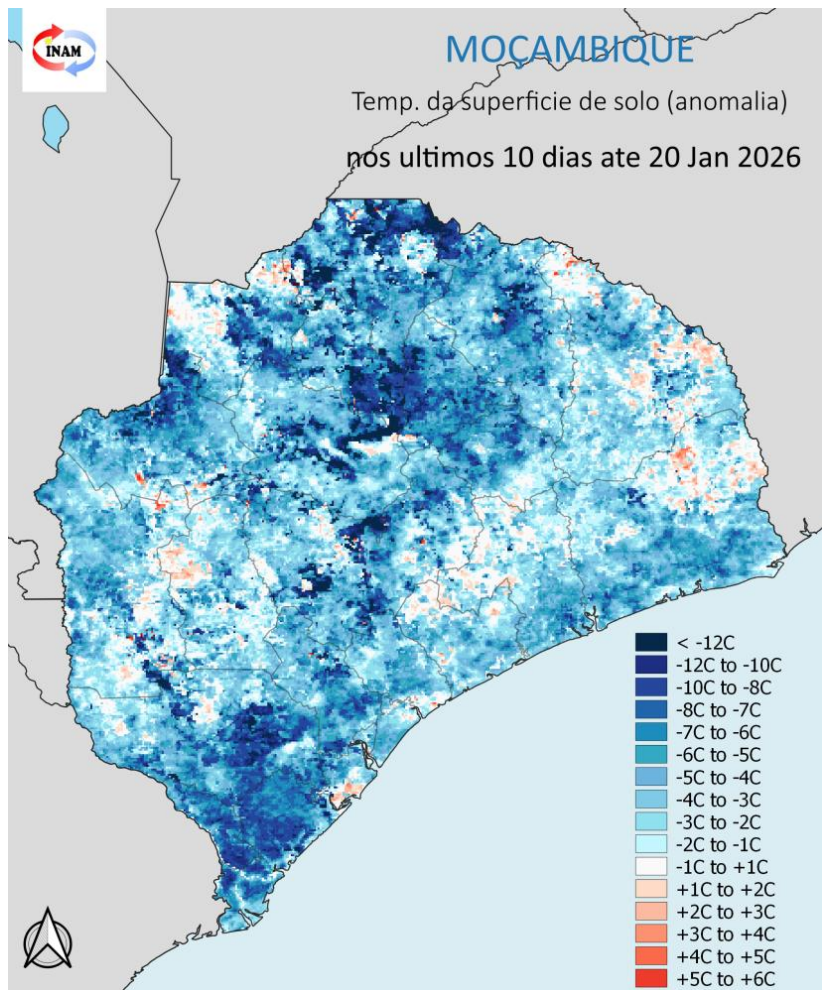 INAM
MOÇAMBIQUE
Temp. da superficie de solo (anomalia)
nos ultimos 10 dias ate 20 Jan 2026
< -12C
-12C to -10C
-10C to -8C
-8C to -7C
-7C to -6C
-6C to -5C
-5C to -4C
-4C to -3C
-3C to -2C
-2C to -1C
-1C to +1C
+1C to +2C
+2C to +3C
+3C to +4C
+4C to +5C
+5C to +6C